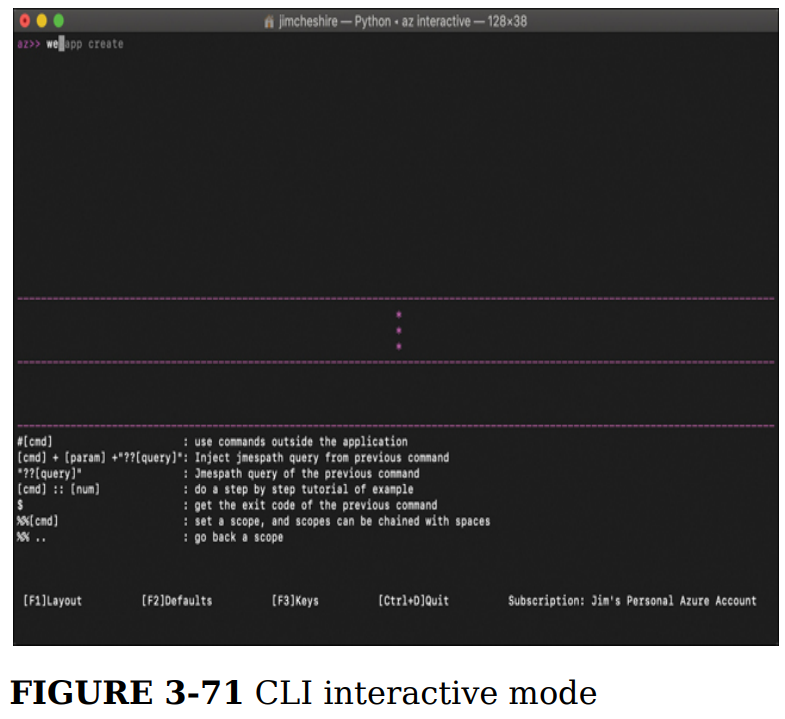 jimcheshire — Python • az interactive — 128×38
az>> webapp create
*
*
*
#[cmd] : use commands outside the application
[cmd] + [param] +"??[query]": Inject jmespath query from previous command
"??[query]" : Jmespath query of the previous command
[cmd] :: [num] : do a step by step tutorial of example
$ : get the exit code of the previous command
%%[cmd] : set a scope, and scopes can be chained with spaces
%% .. : go back a scope
[F1]Layout [F2]Defaults [F3]Keys [Ctrl+D]Quit Subscription: Jim's Personal Azure Account
FIGURE 3-71 CLI interactive mode